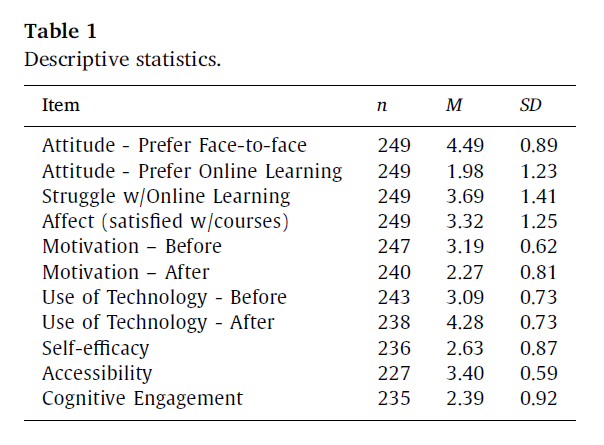 Table 1
Descriptive statistics.
Item n M SD
Attitude - Prefer Face-to-face 249 4.49 0.89
Attitude - Prefer Online Learning 249 1.98 1.23
Struggle w/Online Learning 249 3.69 1.41
Affect (satisfied w/courses) 249 3.32 1.25
Motivation – Before 247 3.19 0.62
Motivation – After 240 2.27 0.81
Use of Technology - Before 243 3.09 0.73
Use of Technology - After 238 4.28 0.73
Self-efficacy 236 2.63 0.87
Accessibility 227 3.40 0.59
Cognitive Engagement 235 2.39 0.92